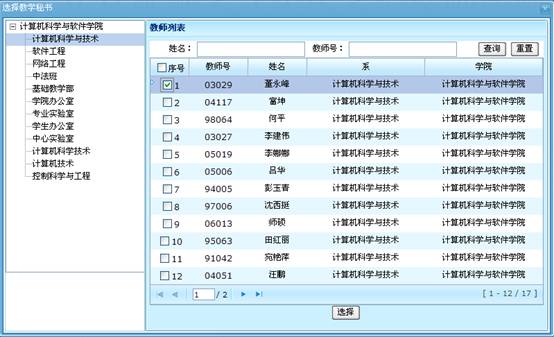 选择教学秘书
计算机科学与软件学院
计算机科学与技术
软件工程
网络工程
中法班
基础教学部
学院办公室
专业实验室
学生办公室
中心实验室
计算机科学技术
计算机技术
控制科学与工程
教师列表
姓名： 教师号： 查询 重置
序号 教师号 姓名 系 学院
1 03029 董永峰 计算机科学与技术 计算机科学与软件学院
2 04117 富坤 计算机科学与技术 计算机科学与软件学院
3 98064 何平 计算机科学与技术 计算机科学与软件学院
4 03027 李建伟 计算机科学与技术 计算机科学与软件学院
5 05019 李娜娜 计算机科学与技术 计算机科学与软件学院
6 05006 吕华 计算机科学与技术 计算机科学与软件学院
7 94005 彭玉青 计算机科学与技术 计算机科学与软件学院
8 97006 沈西挺 计算机科学与技术 计算机科学与软件学院
9 06013 师硕 计算机科学与技术 计算机科学与软件学院
10 95063 田红丽 计算机科学与技术 计算机科学与软件学院
11 91042 宛艳萍 计算机科学与技术 计算机科学与软件学院
12 04051 汪鹏 计算机科学与技术 计算机科学与软件学院
1 / 2 [ 1 - 12 / 17 ]
选择